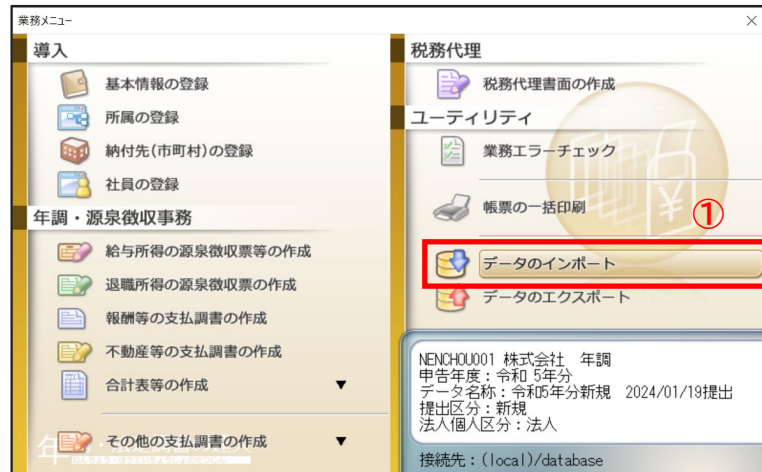 業務メニュー
導入
基本情報の登録
所属の登録
納付先(市町村)の登録
社員の登録
年調・源泉徴収事務
給与所得の源泉徴収票等の作成
退職所得の源泉徴収票の作成
報酬等の支払調書の作成
不動産等の支払調書の作成
合計表等の作成 ▼
その他の支払調書の作成 ▼
税務代理
税務代理書面の作成
ユーティリティ
業務エラーチェック
帳票の一括印刷
①
データのインポート
データのエクスポート
NENCHOU001 株式会社 年調
申告年度:令和 5年分
データ名称:令和5年分新規 2024/01/19提出
提出区分:新規
法人個人区分:法人
接続先:(local)/database